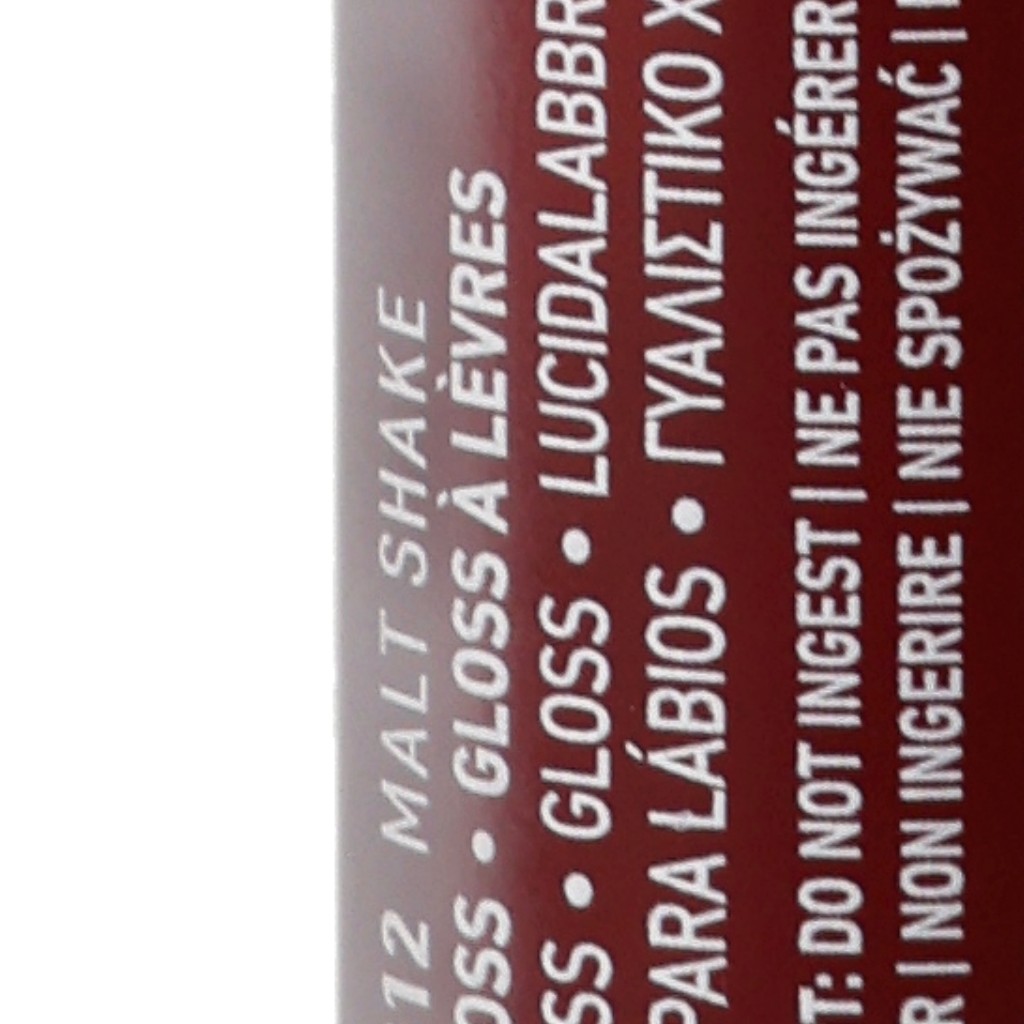 12 MALT SHAKE
OSS • GLOSS À LÈVRES
SS • GLOSS • LUCIDALABBR
PARA LÁBIOS • ΓΥΑΛΙΣΤΙΚΟ Χ
T: DO NOT INGEST | NE PAS INGÉRER
R | NON INGERIRE | NIE SPOŻYWAĆ |